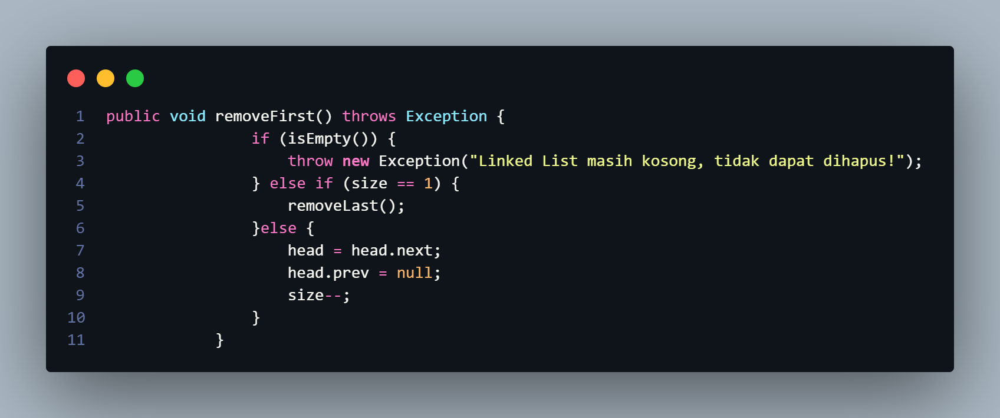 1 public void removeFirst() throws Exception {
2 if (isEmpty()) {
3 throw new Exception("Linked List masih kosong, tidak dapat dihapus!");
4 } else if (size == 1) {
5 removeLast();
6 }else {
7 head = head.next;
8 head.prev = null;
9 size--;
10 }
11 }